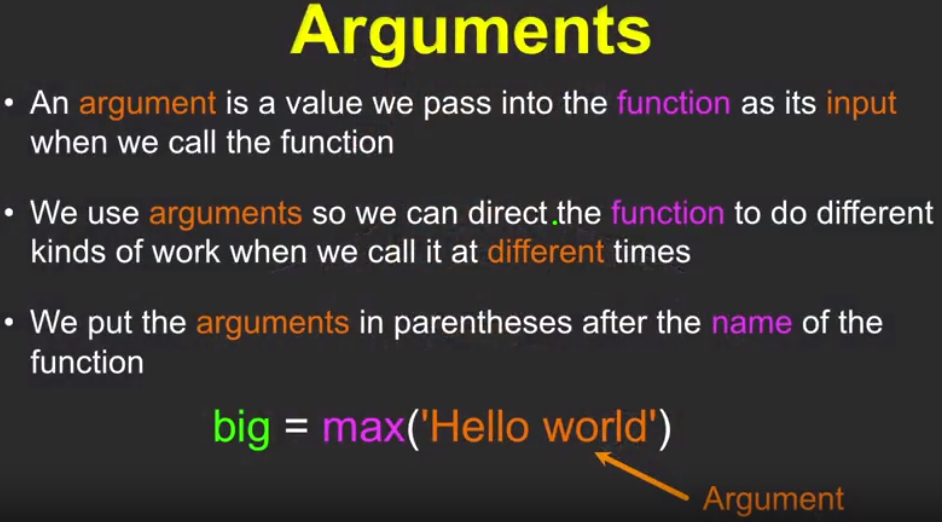 Arguments
• An argument is a value we pass into the function as its input
when we call the function
• We use arguments so we can direct the function to do different
kinds of work when we call it at different times
• We put the arguments in parentheses after the name of the
function
big = max('Hello world')
Argument